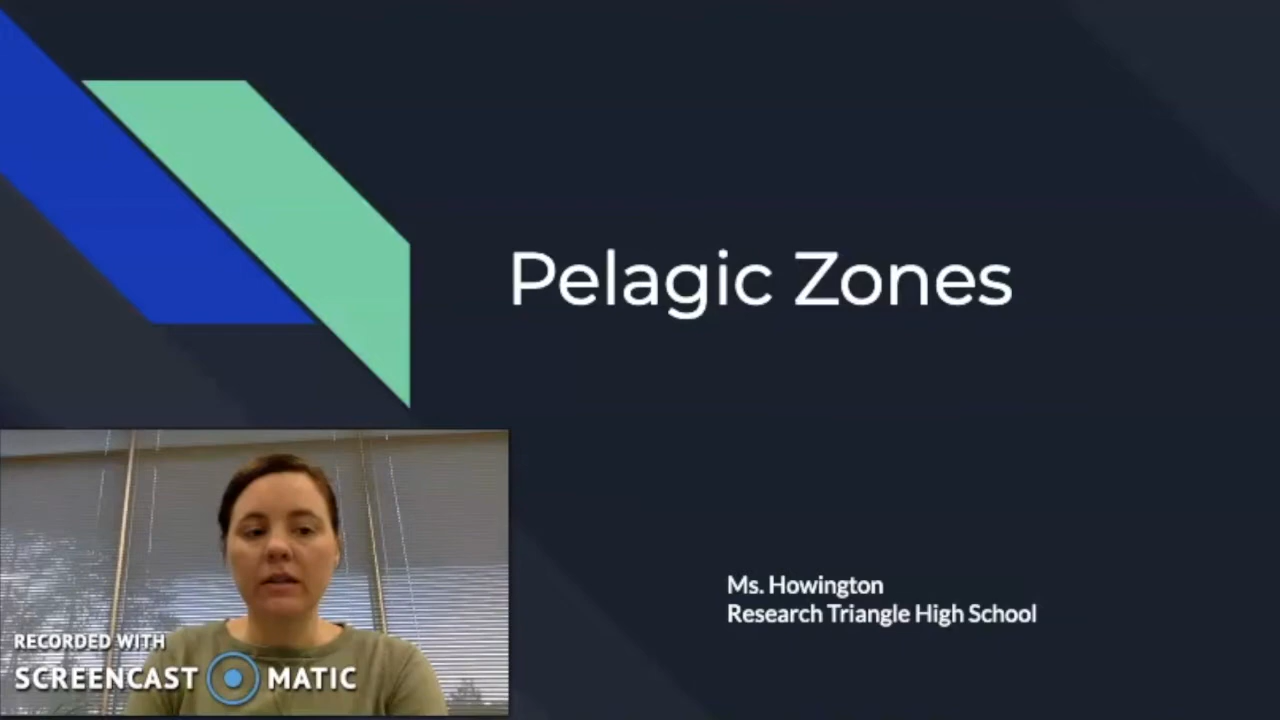 Pelagic Zones
Ms. Howington
Research Triangle High School
RECORDED WITH
SCREENCAST MATIC